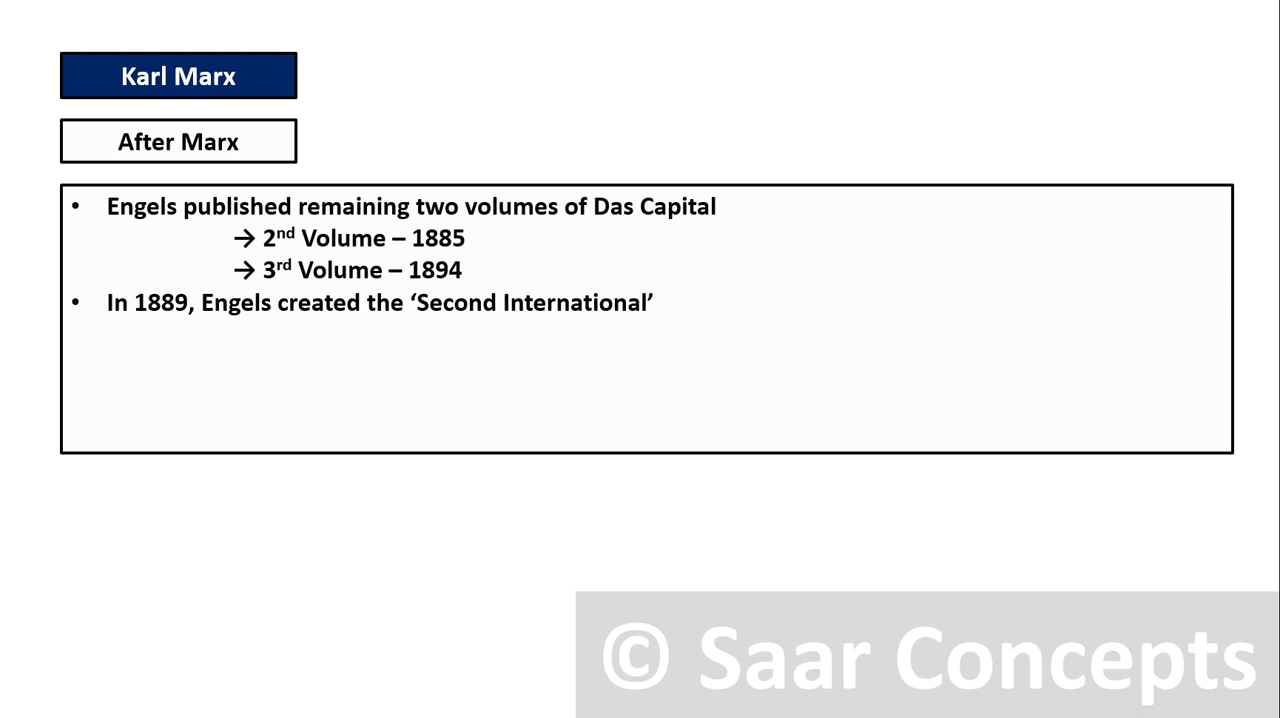 Karl Marx
After Marx
• Engels published remaining two volumes of Das Capital
→ 2nd Volume – 1885
→ 3rd Volume – 1894
• In 1889, Engels created the ‘Second International’
© Saar Concepts